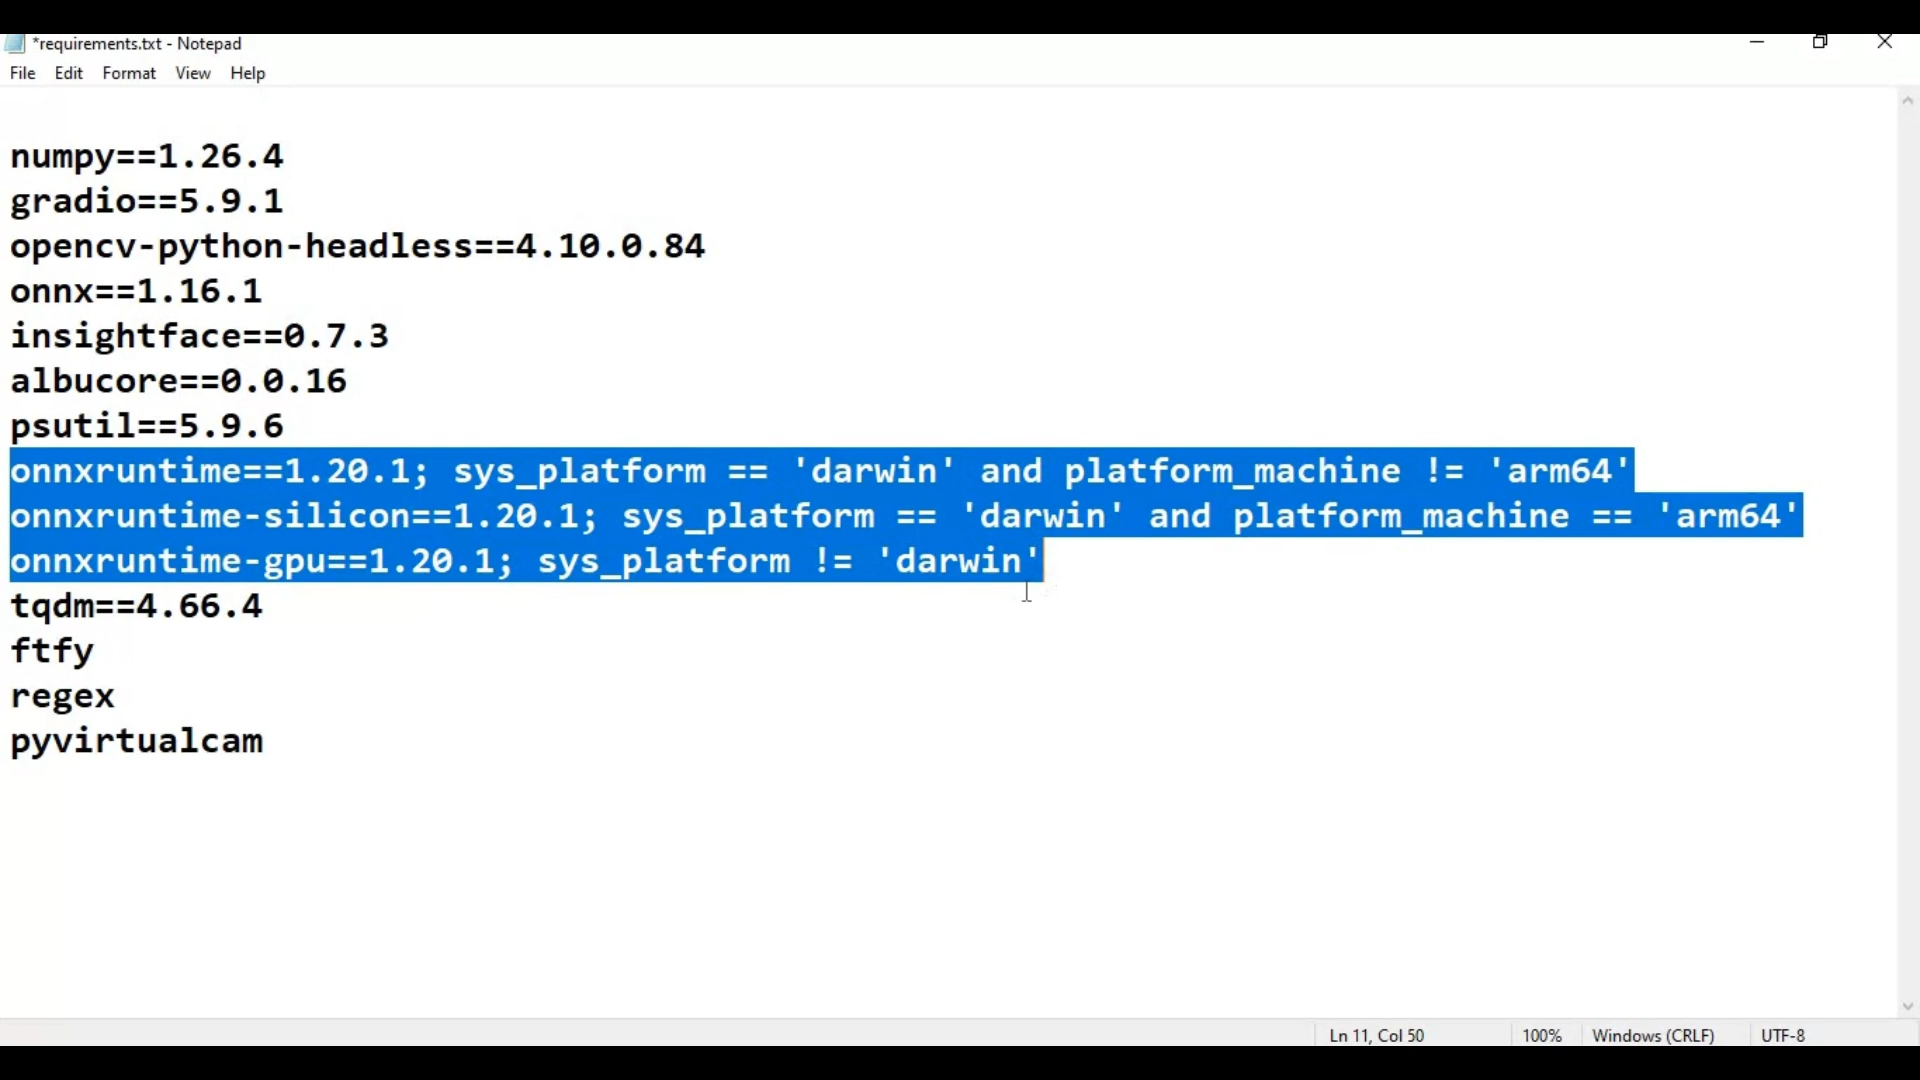 *requirements.txt - Notepad
File Edit Format View Help
numpy==1.26.4
gradio==5.9.1
opencv-python-headless==4.10.0.84
onnx==1.16.1
insightface==0.7.3
albucore==0.0.16
psutil==5.9.6
onnxruntime==1.20.1; sys_platform == 'darwin' and platform_machine != 'arm64'
onnxruntime-silicon==1.20.1; sys_platform == 'darwin' and platform_machine == 'arm64'
onnxruntime-gpu==1.20.1; sys_platform != 'darwin'
tqdm==4.66.4
ftfy
regex
pyvirtualcam
Ln 11, Col 50 100% Windows (CRLF) UTF-8